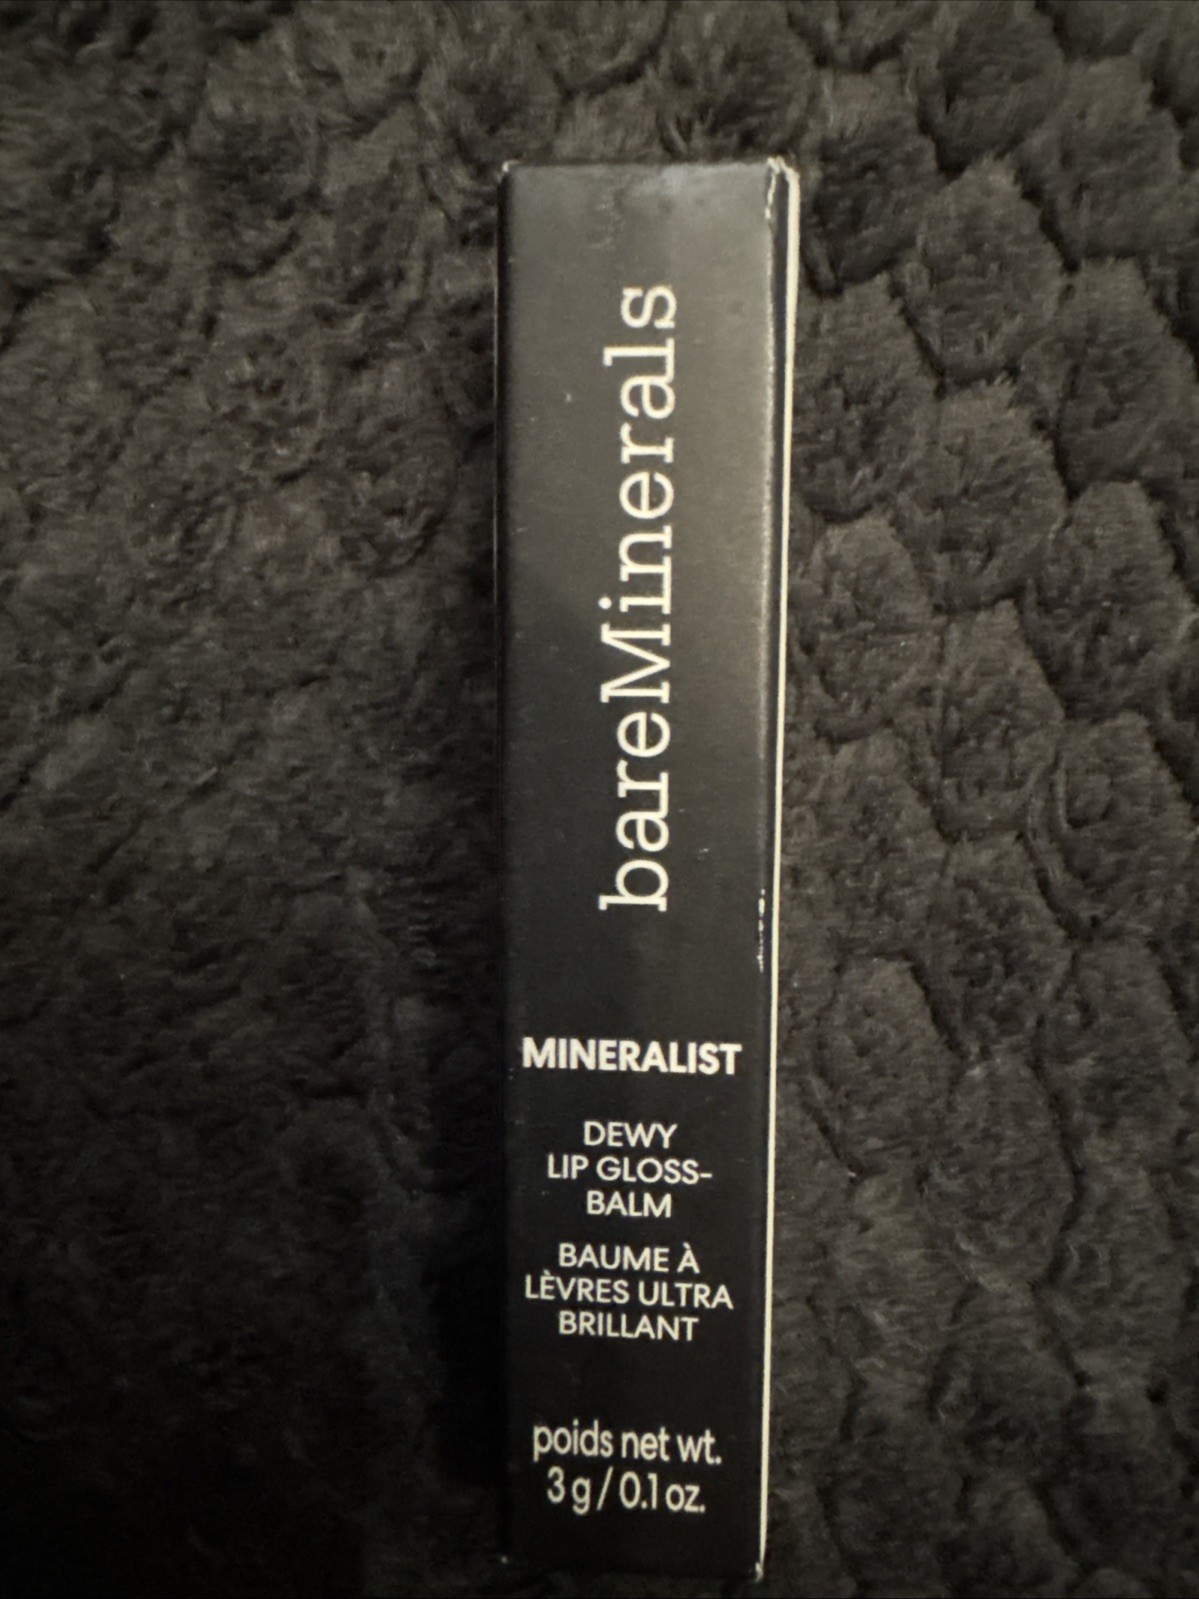 bareMinerals
MINERALIST
DEWY
LIP GLOSS-
BALM
BAUME À
LÈVRES ULTRA
BRILLANT
poids net wt.
3 g / 0.1 oz.